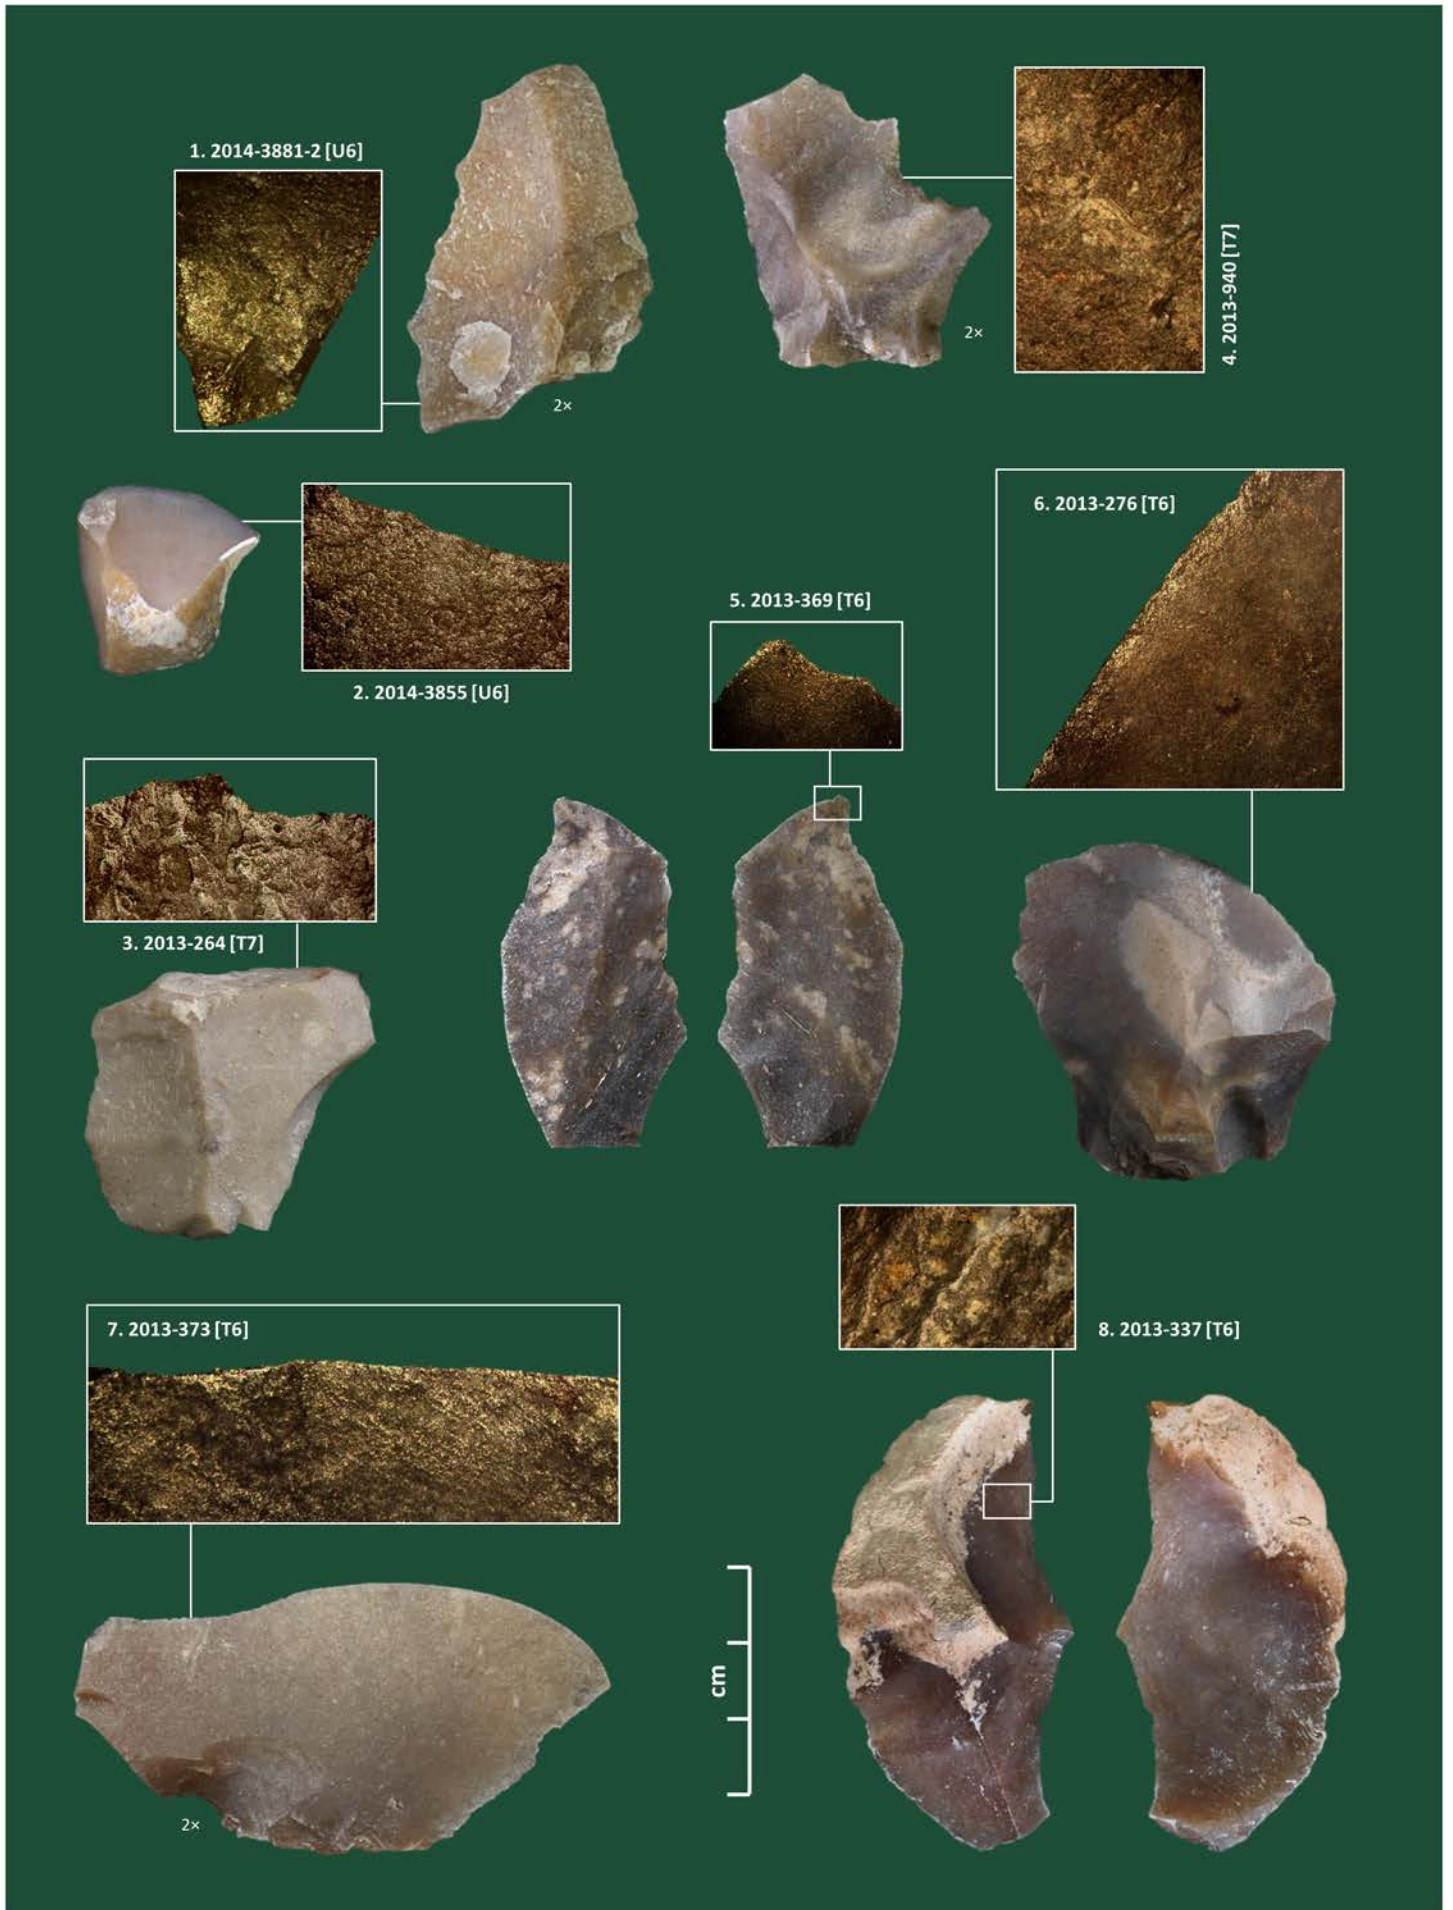 1. 2014-3881-2 [U6]
2×
4. 2013-940 [T7]
2×
2. 2014-3855 [U6]
6. 2013-276 [T6]
5. 2013-369 [T6]
3. 2013-264 [T7]
7. 2013-373 [T6]
8. 2013-337 [T6]
cm
2×